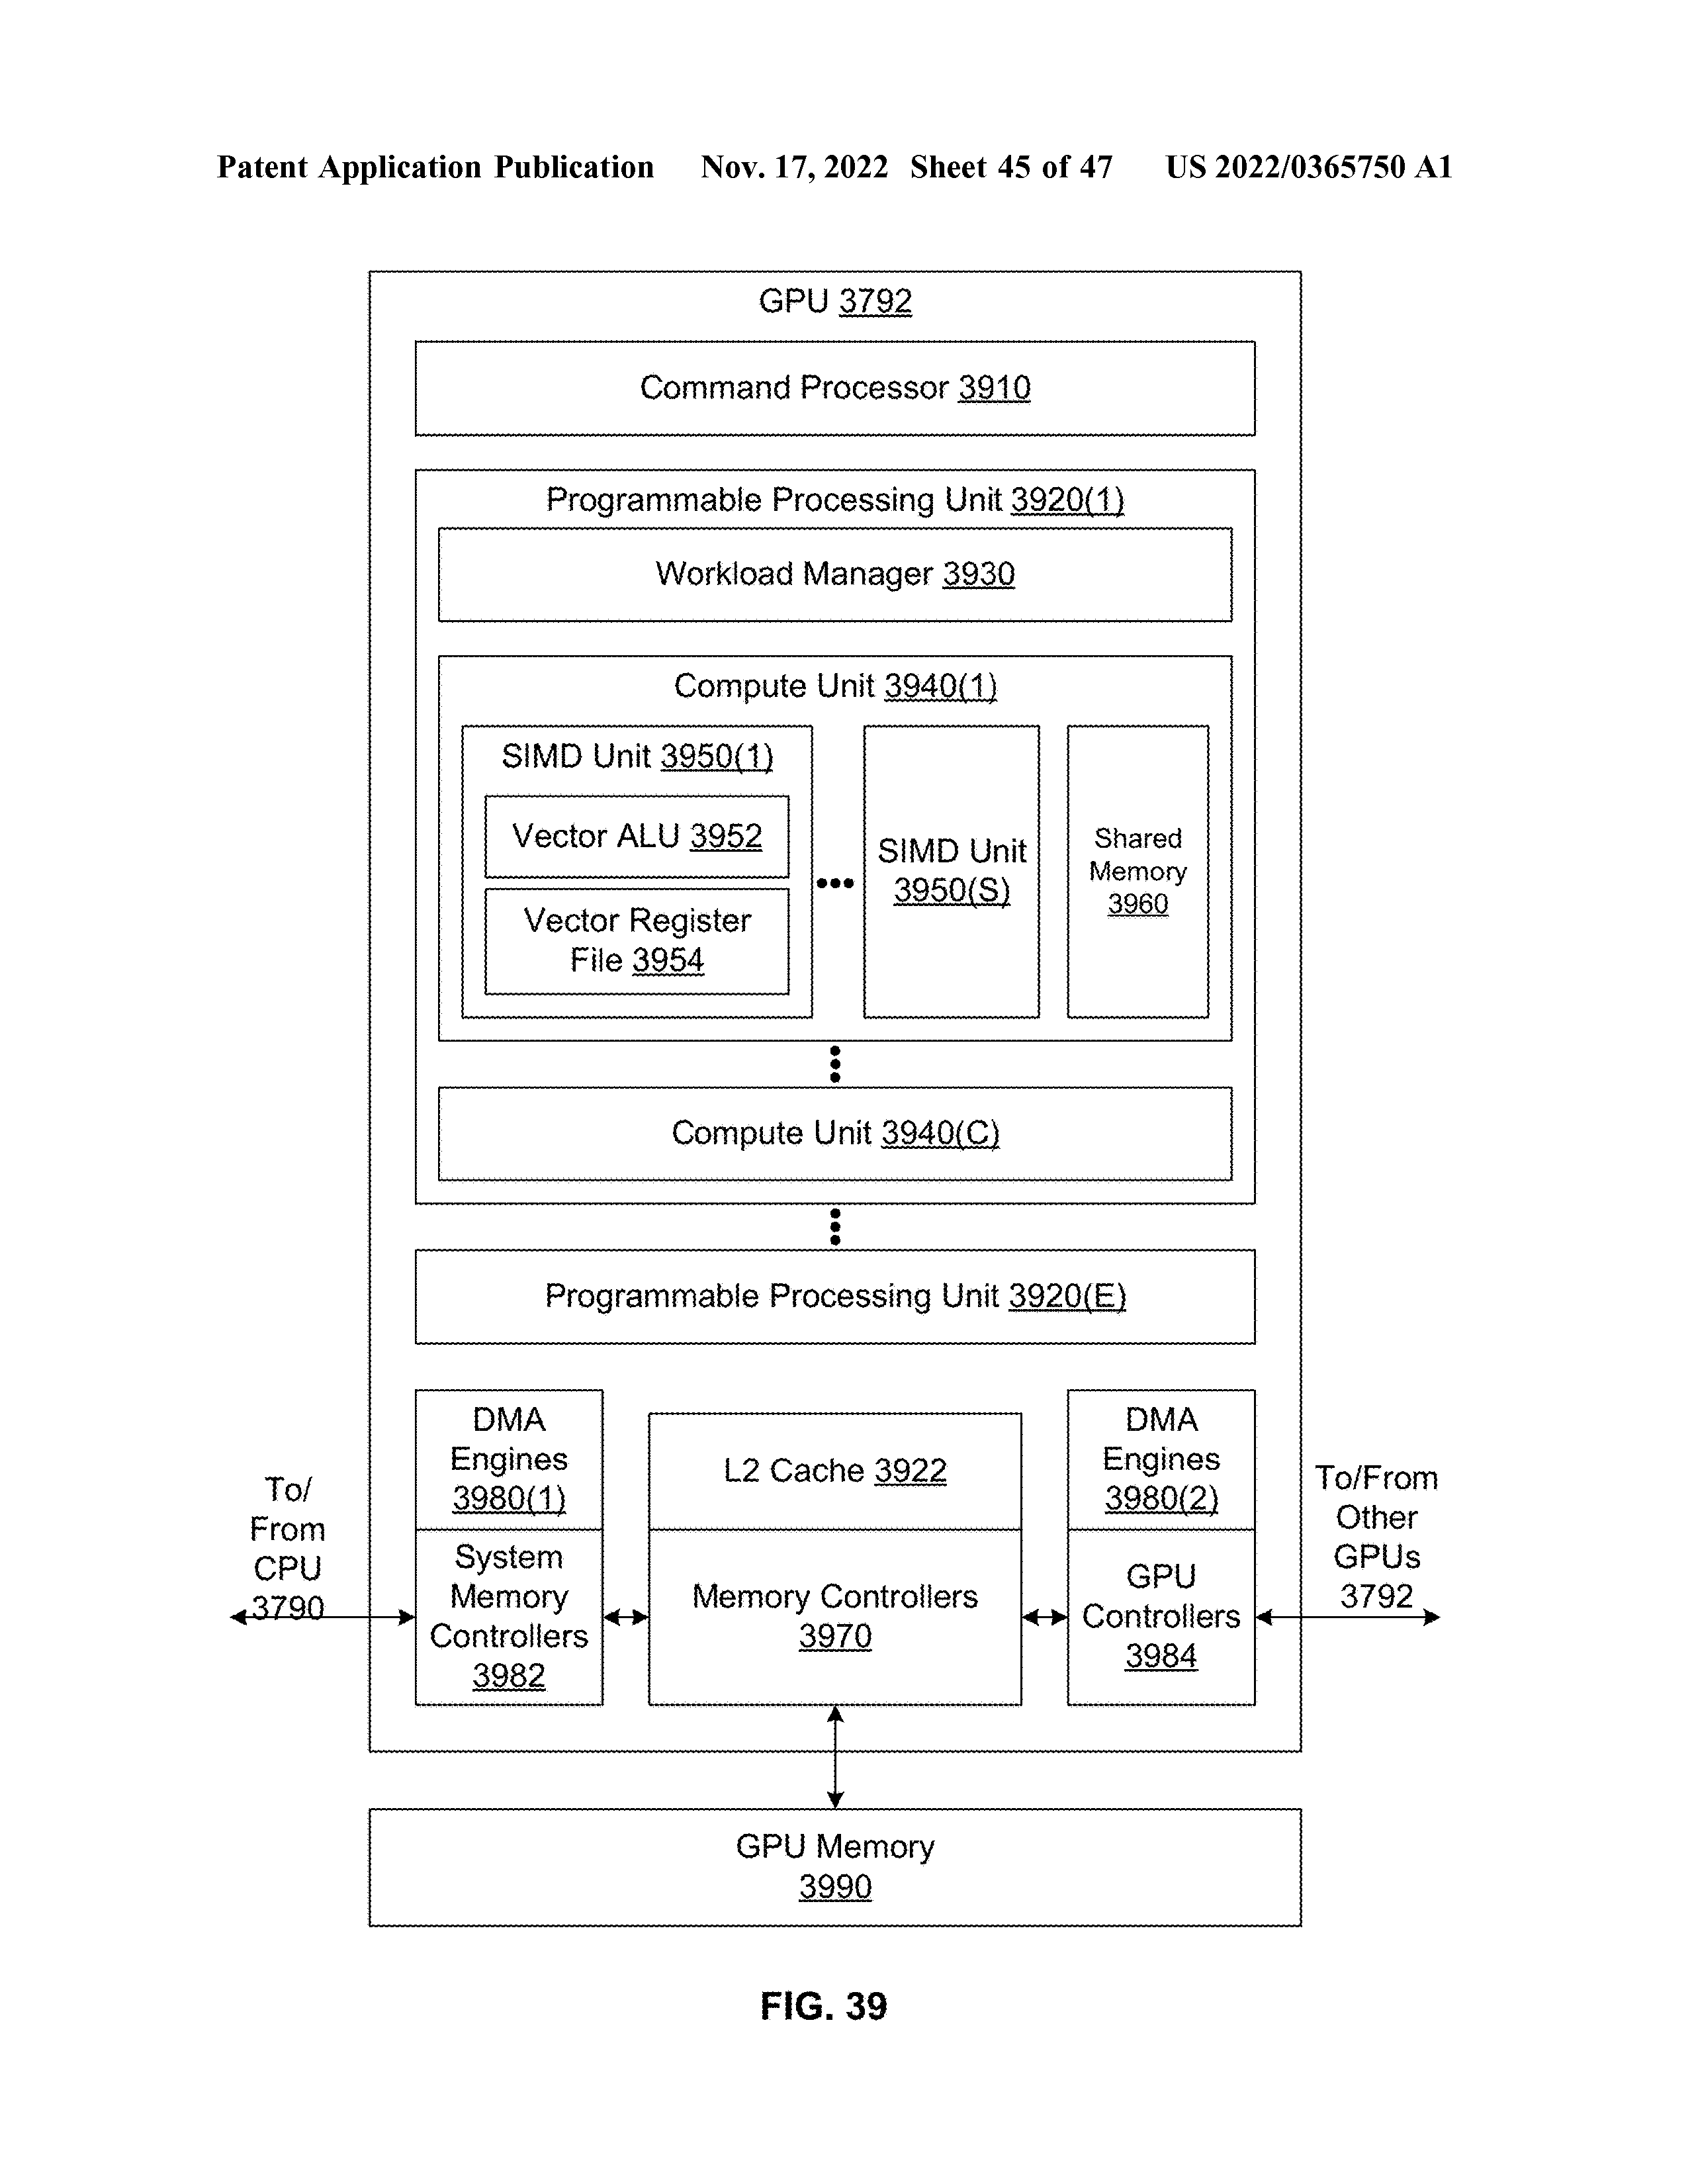 Patent Application Publication Nov. 17, 2022 Sheet 45 of 47 US 2022/0365750 A1
GPU 3792
Command Processor 3910
Programmable Processing Unit 3920(1)
Workload Manager 3930
Compute Unit 3940(1)
SIMD Unit 3950(1)
Vector ALU 3952
Vector Register
File 3954
SIMD Unit
3950(S)
Shared
Memory
3960
Compute Unit 3940(C)
Programmable Processing Unit 3920(E)
DMA
Engines
3980(1)
L2 Cache 3922
DMA
Engines
3980(2)
To/
From
CPU
3790
System
Memory
Controllers
3982
Memory Controllers
3970
GPU
Controllers
3984
To/From
Other
GPUs
3792
GPU Memory
3990
FIG. 39